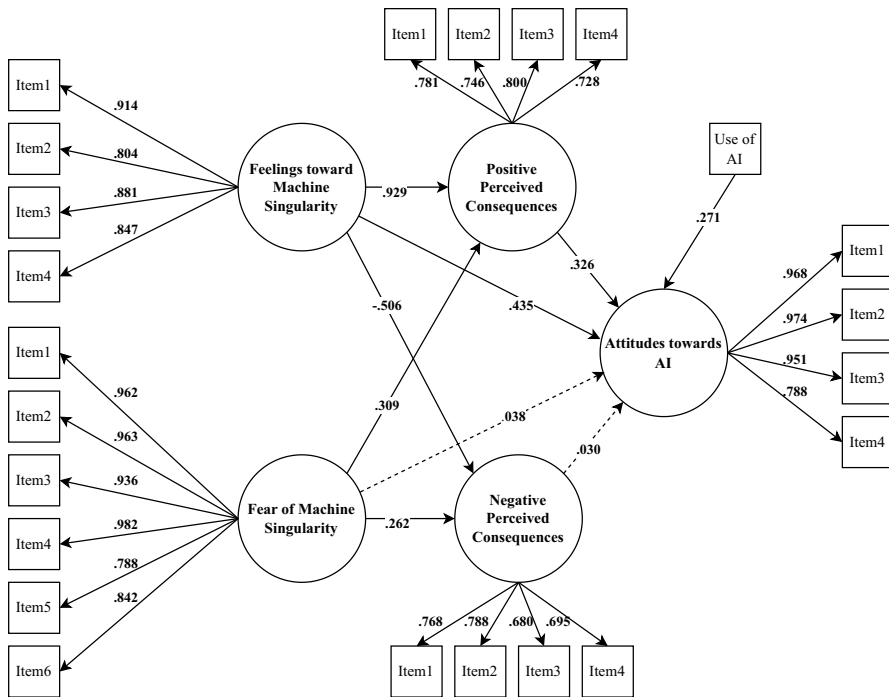 Item1
Item2
Item3
Item4
.781
.746
.800
.728
Item1
Item2
Item3
Item4
.914
.804
.881
.847
Feelings toward
Machine
Singularity
.929
Positive
Perceived
Consequences
Use of
AI
.271
.326
.435
-.506
.309
.038
.030
.262
Attitudes towards
AI
.968
.974
.951
.788
Item1
Item2
Item3
Item4
Item1
Item2
Item3
Item4
Item5
Item6
.962
.963
.936
.982
.788
.842
Fear of Machine
Singularity
Negative
Perceived
Consequences
.768
.788
.680
.695
Item1
Item2
Item3
Item4